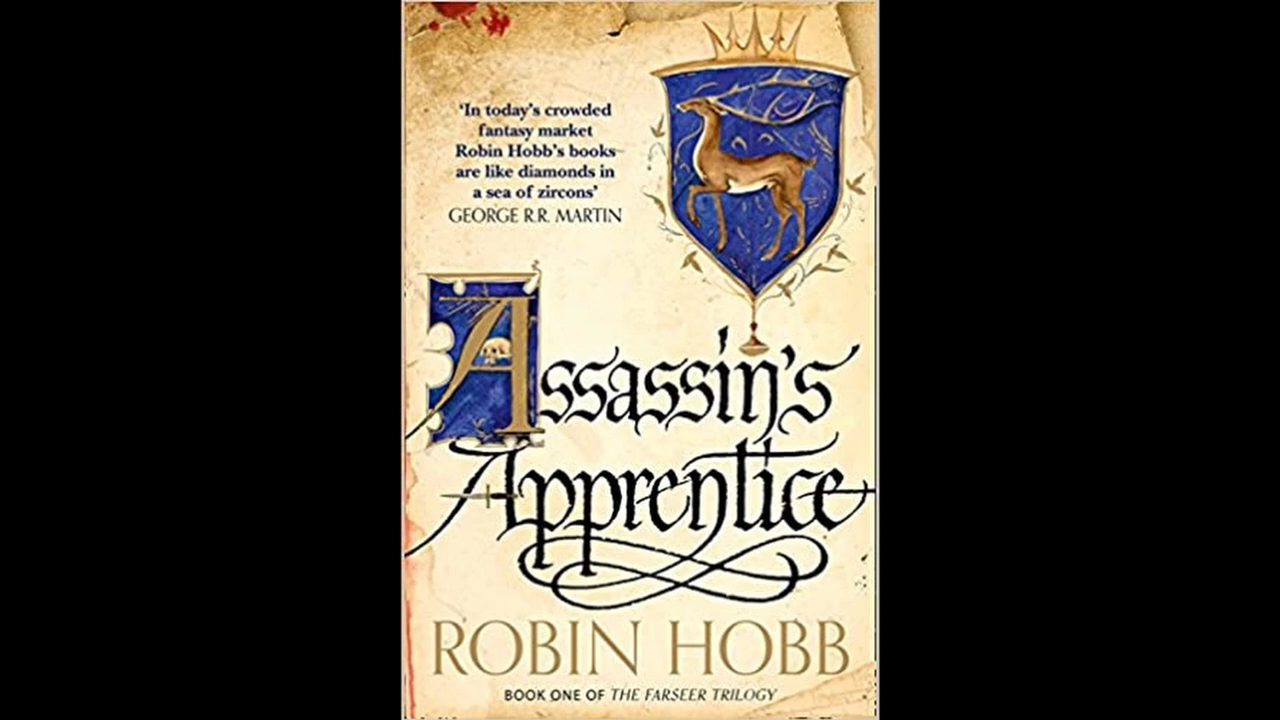 'In today's crowded
fantasy market
Robin Hobb's books
are like diamonds in
a sea of zircons'
GEORGE R.R. MARTIN
Assassin's
Apprentice
ROBIN HOBB
BOOK ONE OF THE FARSEER TRILOGY